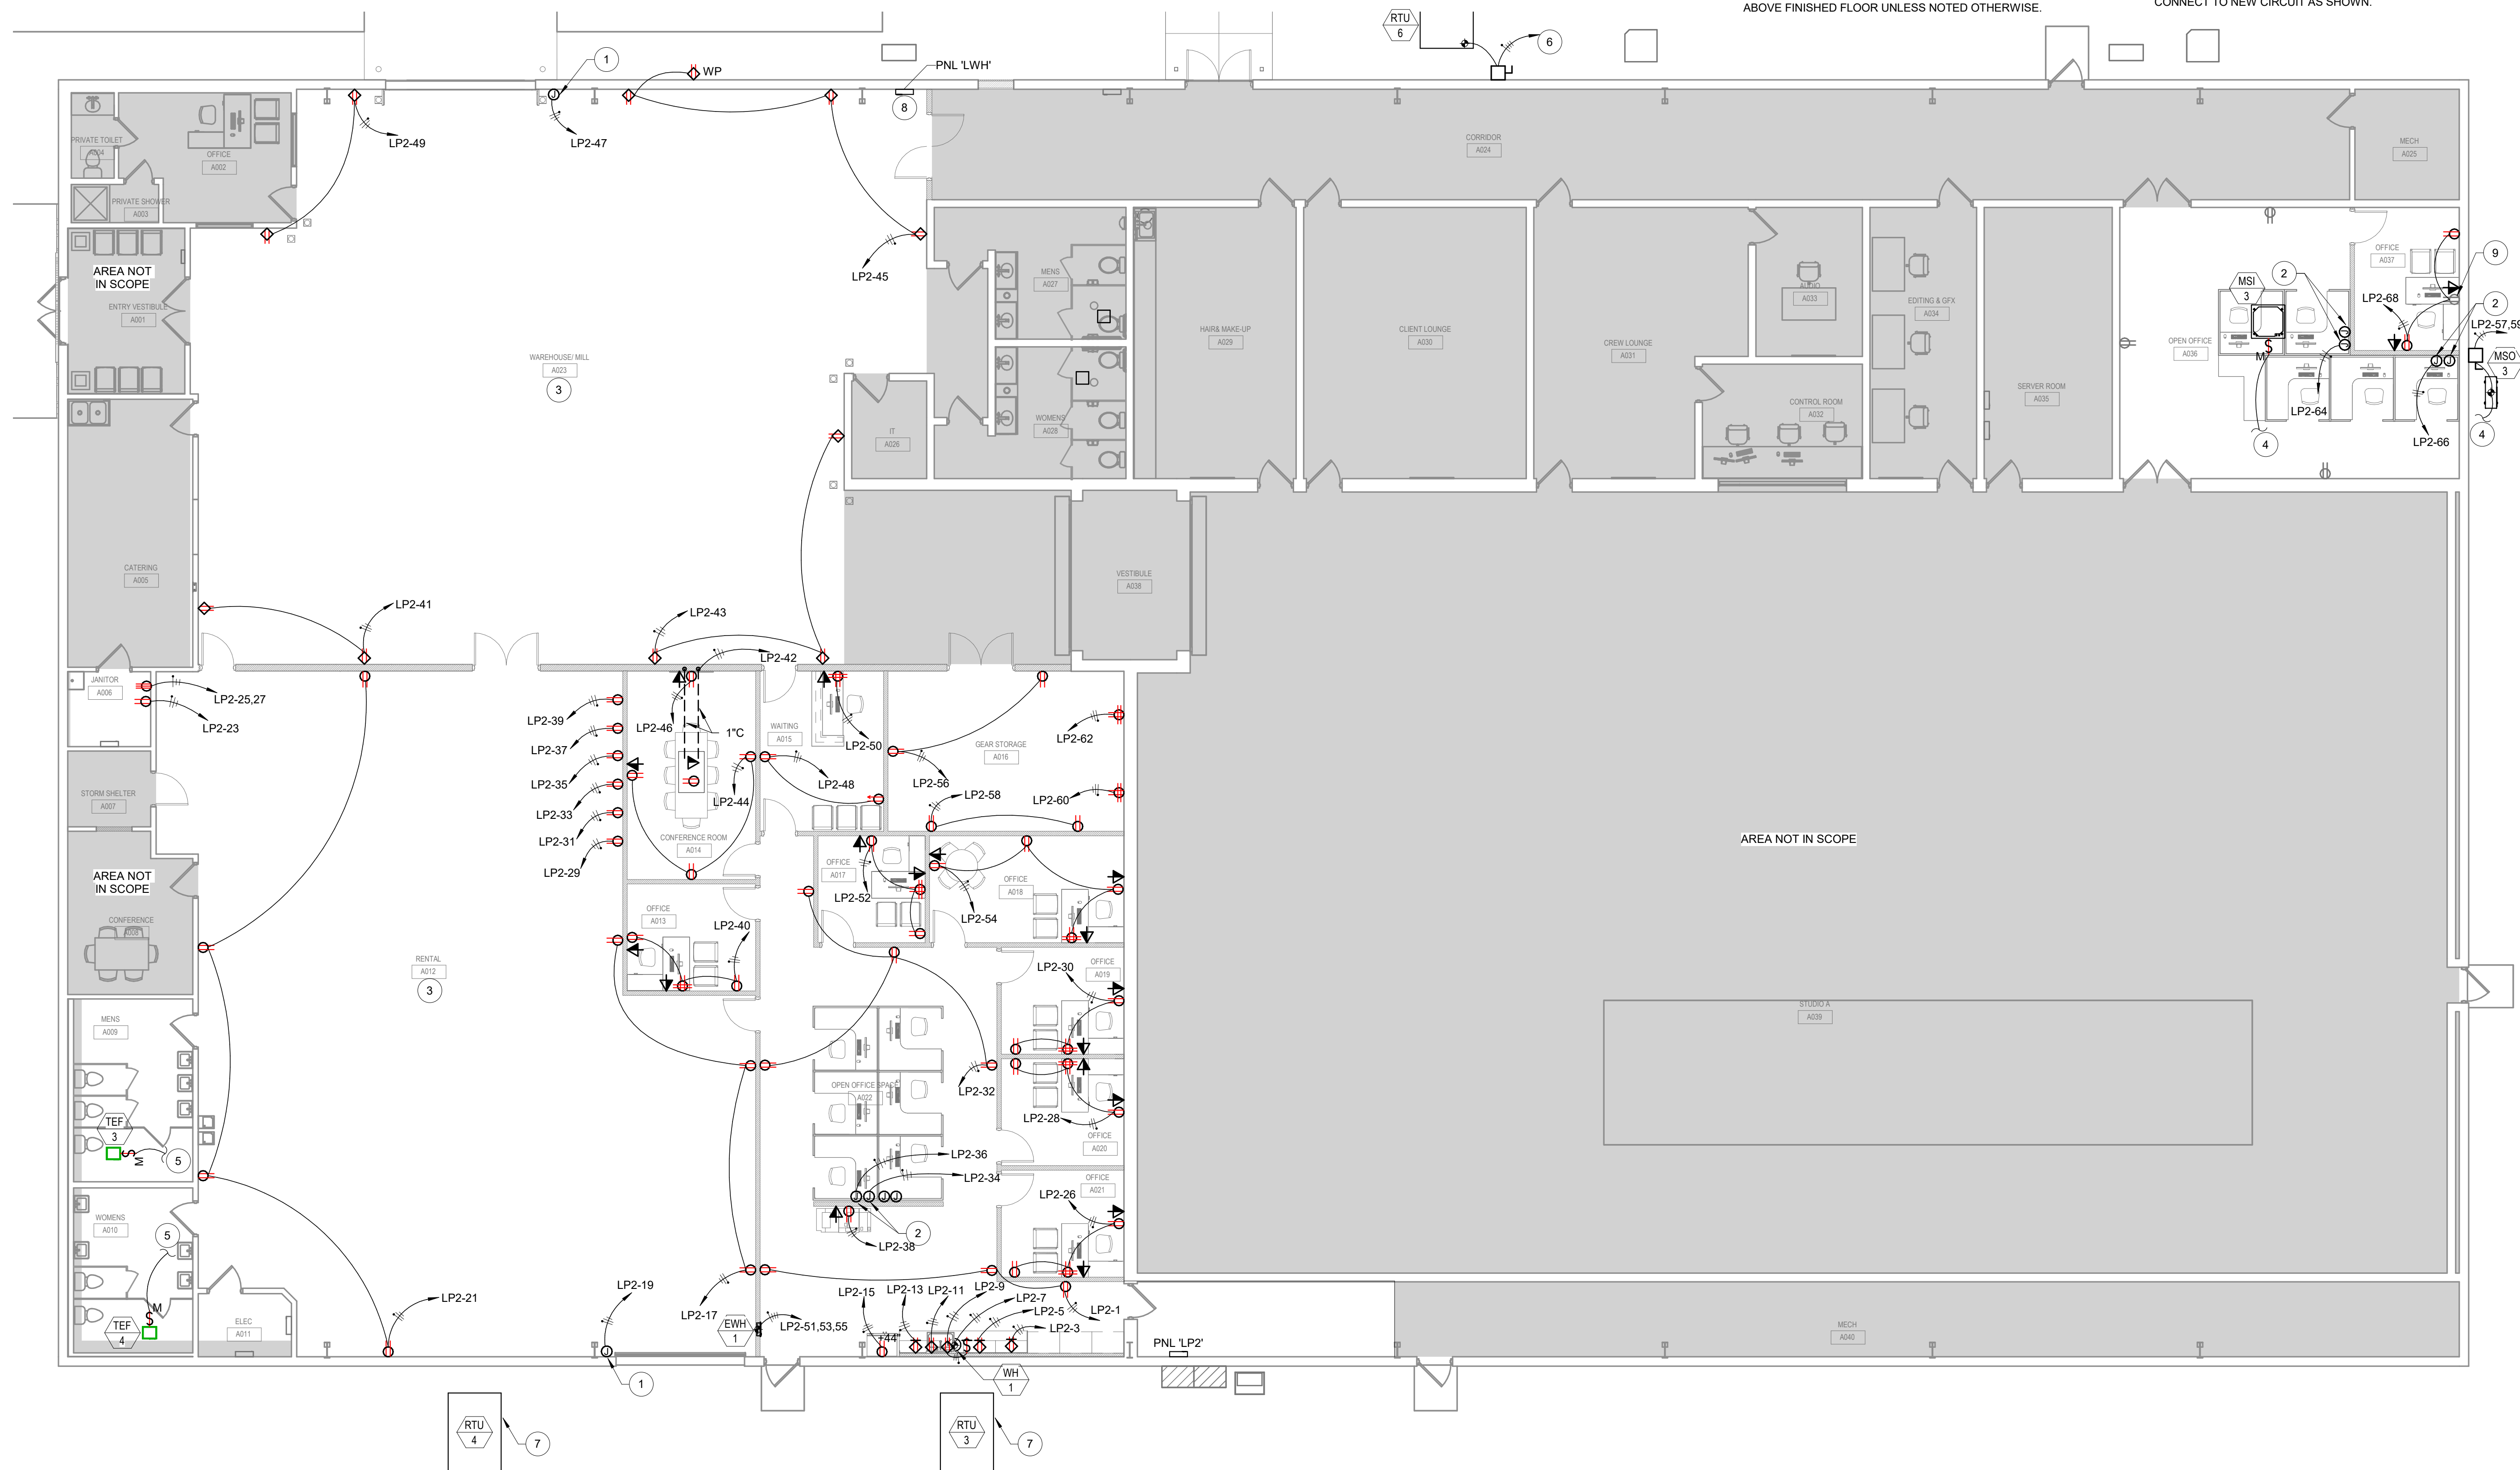 ABOVE FINISHED FLOOR UNLESS NOTED OTHERWISE.
CONNECT TO NEW CIRCUIT AS SHOWN.
RTU
6
6
1
WP
PNL 'LWH'
8
LP2-49
LP2-47
PRIVATE TOILET
A004
OFFICE
A002
PRIVATE SHOWER
A003
CORRIDOR
A024
MECH
A025
AREA NOT
IN SCOPE
ENTRY VESTIBULE
A001
LP2-45
MENS
A027
HAIR& MAKE-UP
A029
CLIENT LOUNGE
A030
CREW LOUNGE
A031
AUDIO
A033
EDITING & GFX
A034
OFFICE
A037
9
MSI
3
2
LP2-68
2
LP2-57,59
OPEN OFFICE
A036
M
MSO
3
WAREHOUSE/ MILL
A023
3
SERVER ROOM
A035
CONTROL ROOM
A032
LP2-64
LP2-66
4
4
IT
A026
WOMENS
A028
CATERING
A005
VESTIBULE
A038
LP2-41
LP2-43
LP2-42
JANITOR
A006
LP2-25,27
LP2-23
LP2-39
LP2-46
1"C
WAITING
A015
LP2-50
GEAR STORAGE
A016
LP2-62
LP2-37
LP2-35
LP2-48
LP2-56
STORM SHELTER
A007
LP2-33
LP2-44
LP2-58
LP2-60
LP2-31
CONFERENCE ROOM
A014
LP2-29
AREA NOT IN SCOPE
AREA NOT
IN SCOPE
OFFICE
A017
LP2-52
OFFICE
A018
LP2-54
CONFERENCE
A008
OFFICE
A013
LP2-40
RENTAL
A012
3
OFFICE
A019
LP2-30
STUDIO A
A039
MENS
A009
OPEN OFFICE SPACE
A022
LP2-32
LP2-28
OFFICE
A020
TEF
3
M
5
LP2-36
LP2-34
OFFICE
A021
LP2-26
WOMENS
A010
5
2
LP2-38
LP2-19
LP2-21
LP2-17
LP2-15
LP2-13
LP2-11
LP2-9
LP2-7
LP2-5
LP2-3
LP2-1
M
TEF
4
ELEC
A011
EWH
1
LP2-51,53,55
+44"
PNL 'LP2'
MECH
A040
1
WH
1
RTU
4
7
RTU
3
7